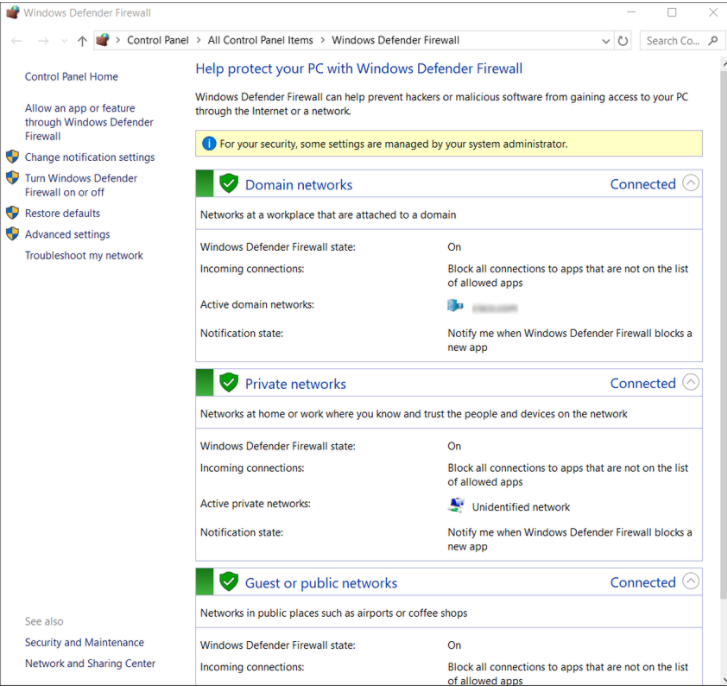 Windows Defender Firewall
Control Panel > All Control Panel Items > Windows Defender Firewall
Search Co...
Control Panel Home
Allow an app or feature
through Windows Defender
Firewall
Change notification settings
Turn Windows Defender
Firewall on or off
Restore defaults
Advanced settings
Troubleshoot my network
See also
Security and Maintenance
Network and Sharing Center
Help protect your PC with Windows Defender Firewall
Windows Defender Firewall can help prevent hackers or malicious software from gaining access to your PC
through the Internet or a network.
For your security, some settings are managed by your system administrator.
Domain networks Connected
Networks at a workplace that are attached to a domain
Windows Defender Firewall state: On
Incoming connections: Block all connections to apps that are not on the list
of allowed apps
Active domain networks:
Notification state: Notify me when Windows Defender Firewall blocks a
new app
Private networks Connected
Networks at home or work where you know and trust the people and devices on the network
Windows Defender Firewall state: On
Incoming connections: Block all connections to apps that are not on the list
of allowed apps
Active private networks: Unidentified network
Notification state: Notify me when Windows Defender Firewall blocks a
new app
Guest or public networks Connected
Networks in public places such as airports or coffee shops
Windows Defender Firewall state: On
Incoming connections: Block all connections to apps that are not on the list
of allowed apps